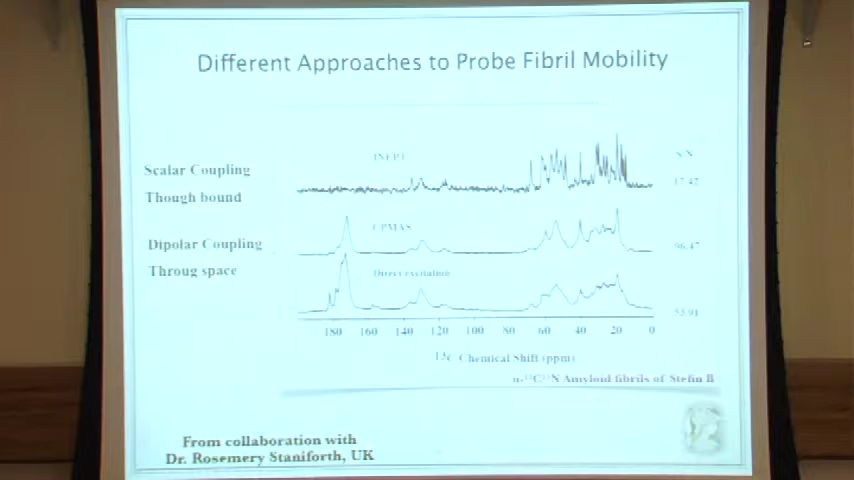 Different Approaches to Probe Fibril Mobility
Scalar Coupling
Though bound
Dipolar Coupling
Throug space
INEPT
S/N
17.42
CPMAS
96.47
Direct excitation
53.91
180 160 140 120 100 80 60 40 20 0
13c Chemical Shift (ppm)
u-¹³C¹⁵N Amyloid fibrils of Stefin B
From collaboration with
Dr. Rosemery Staniforth, UK